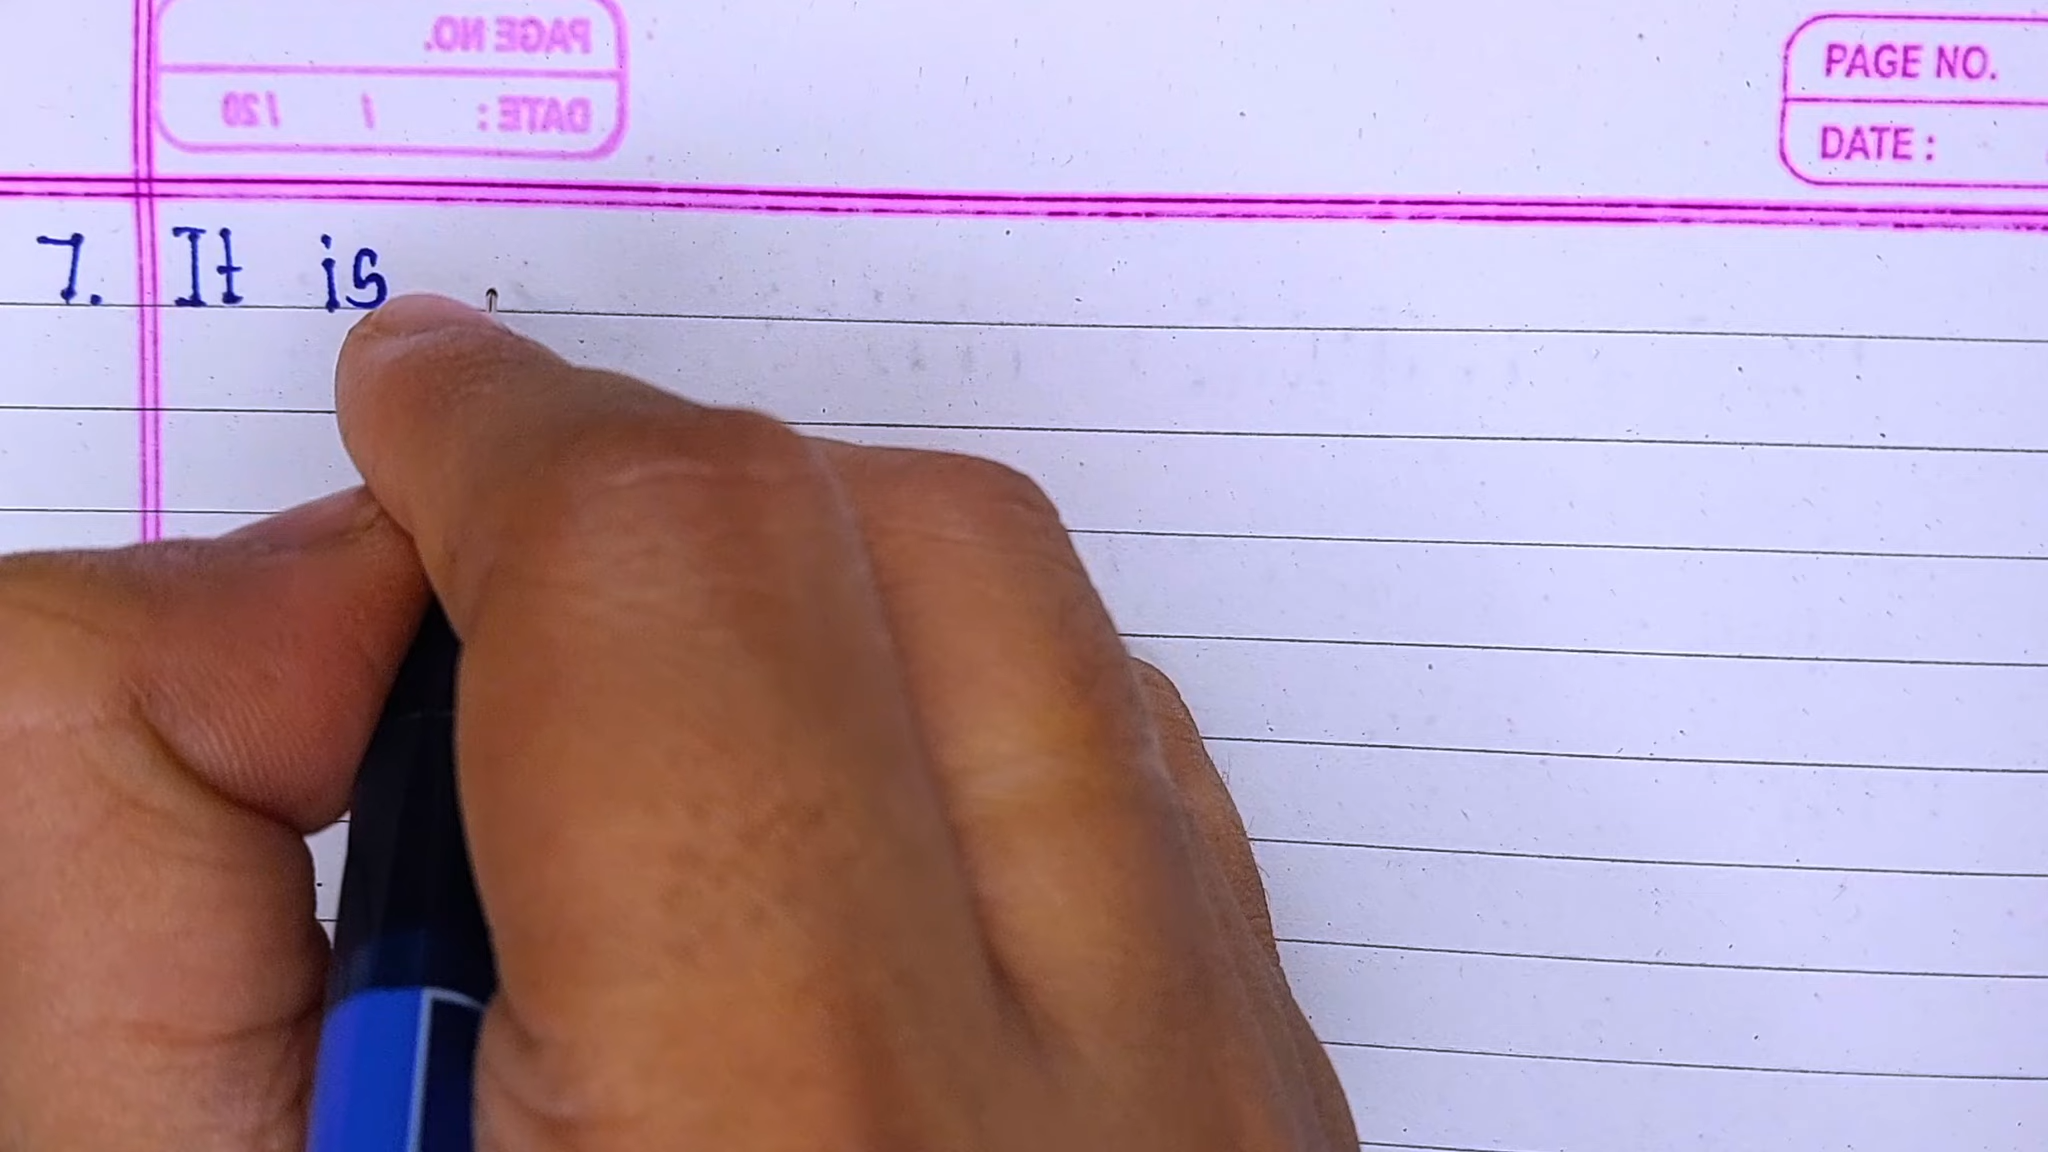 PAGE NO.
DATE : / /20
PAGE NO.
DATE :
7. It is